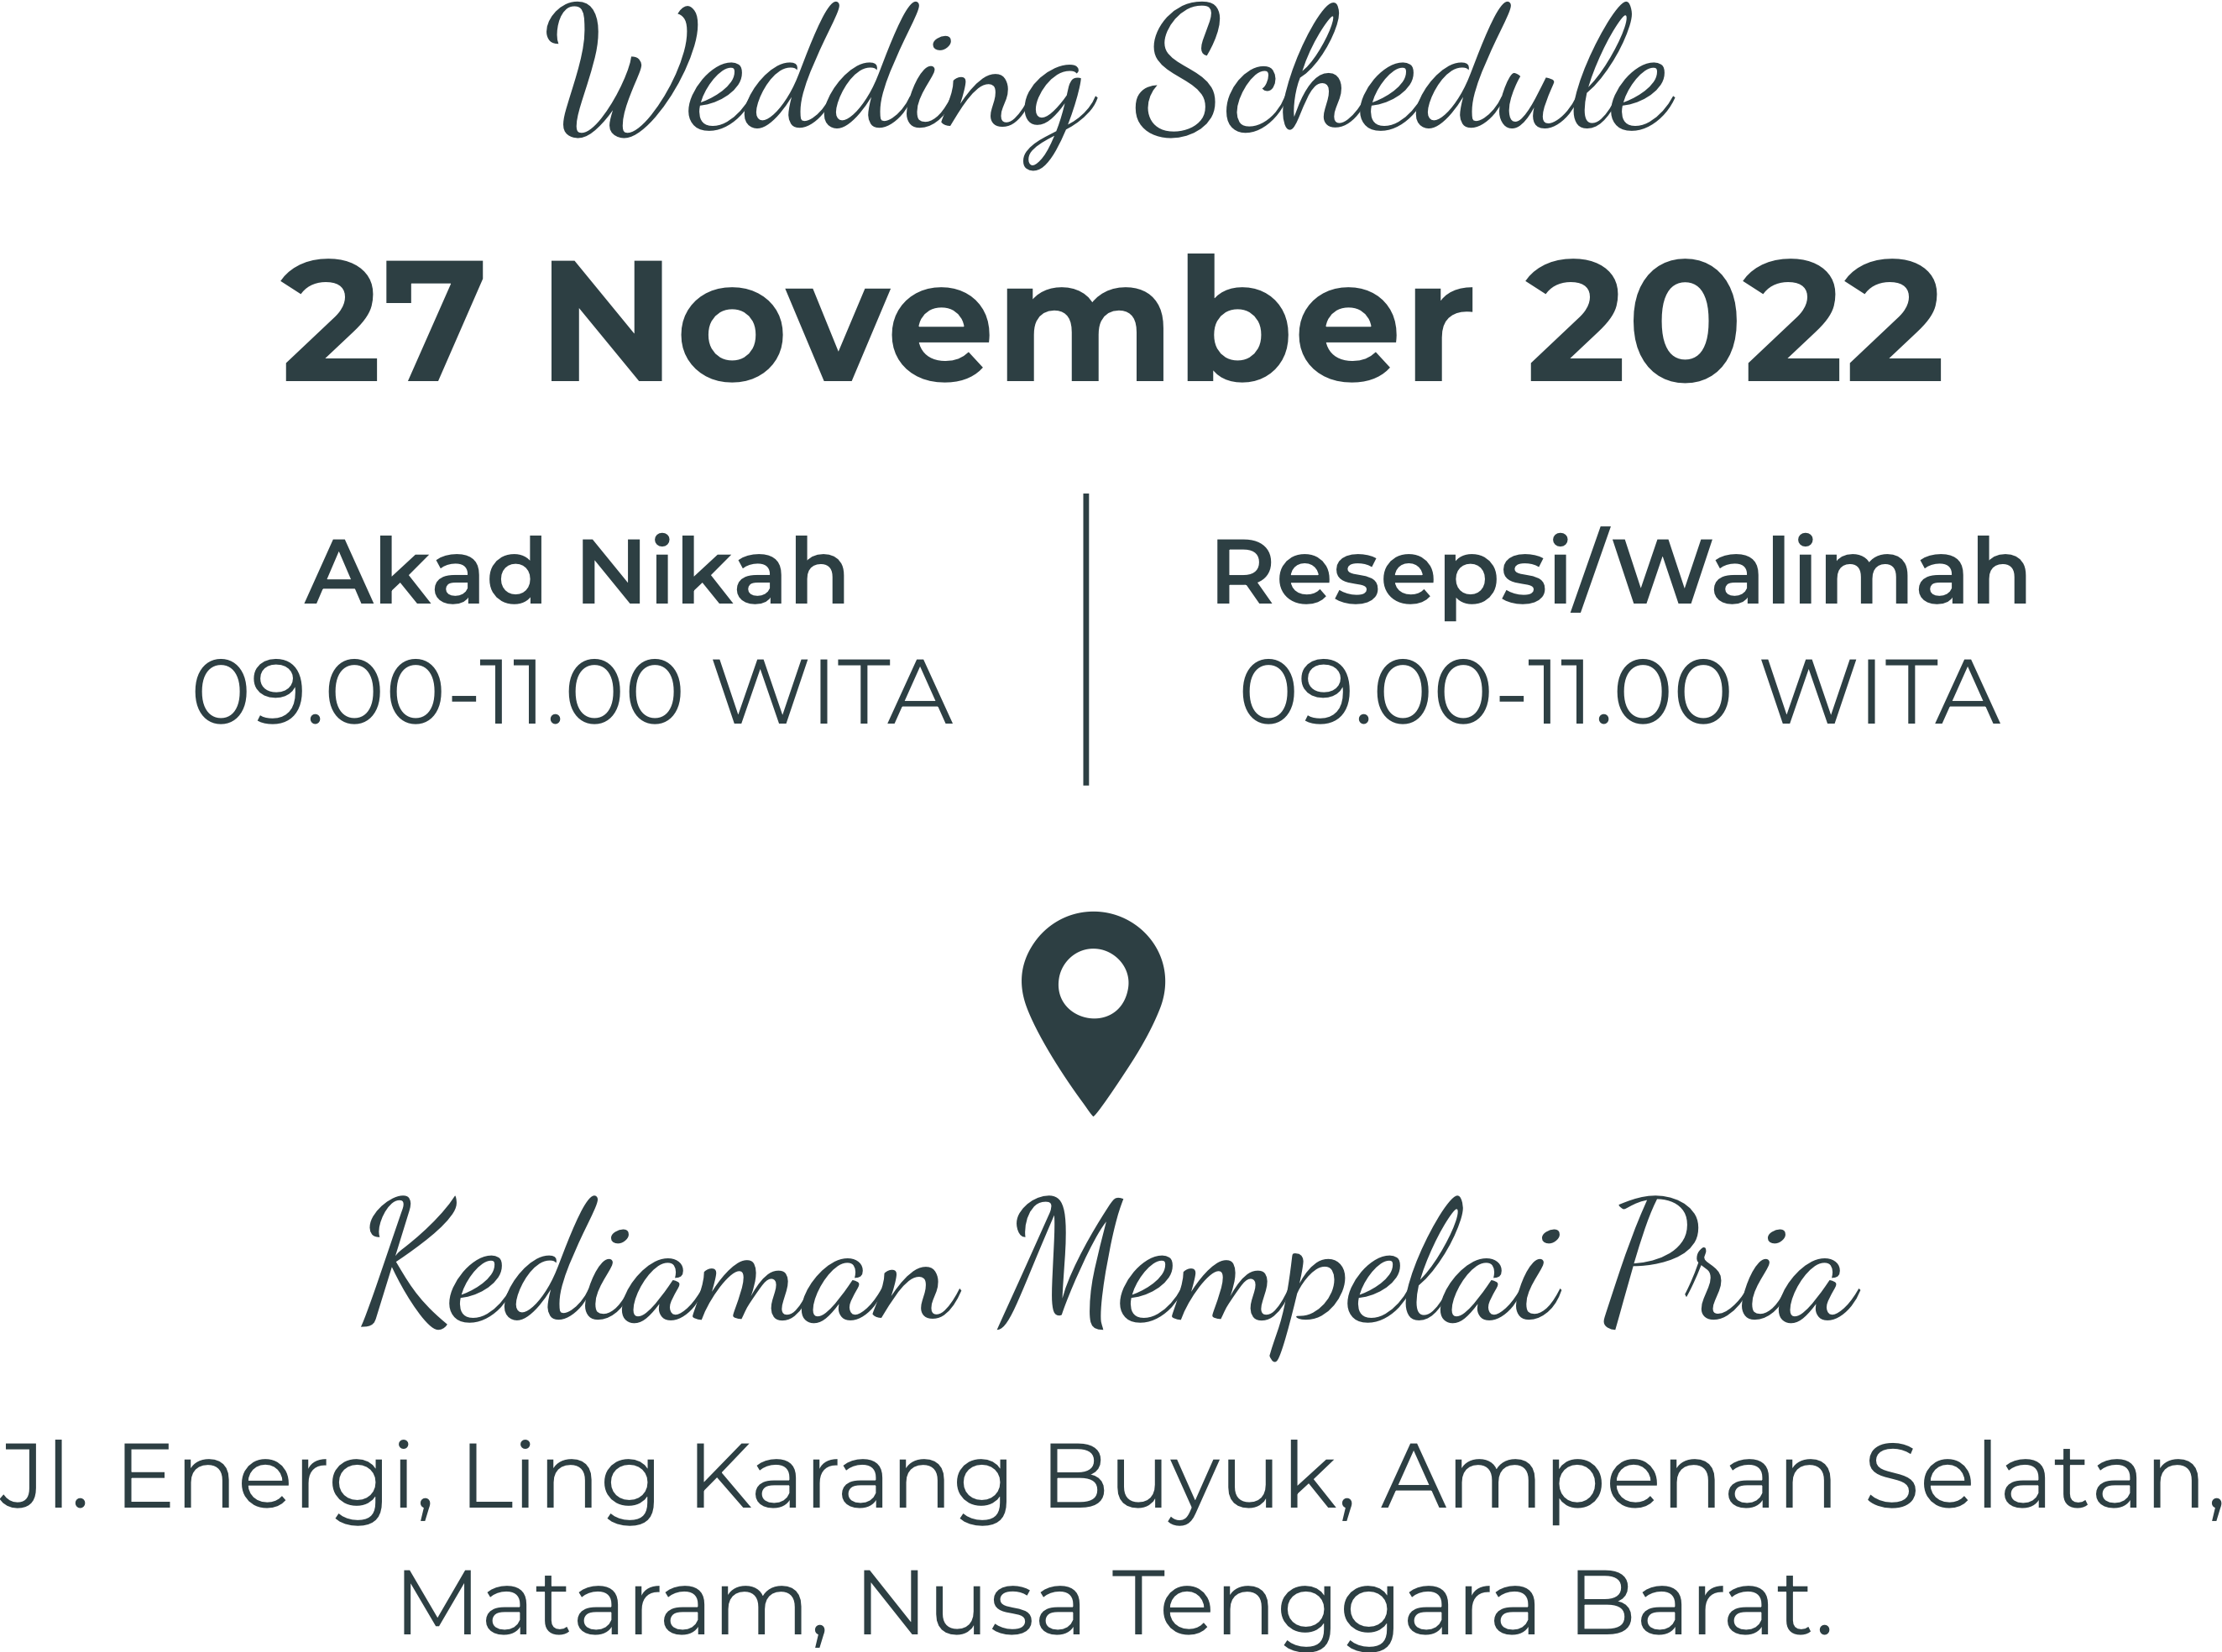 Wedding Schedule
27 November 2022
Akad Nikah
09.00-11.00 WITA
Resepsi/Walimah
09.00-11.00 WITA
Kediaman Mempelai Pria
Jl. Energi, Ling Karang Buyuk, Ampenan Selatan,
Mataram, Nusa Tenggara Barat.